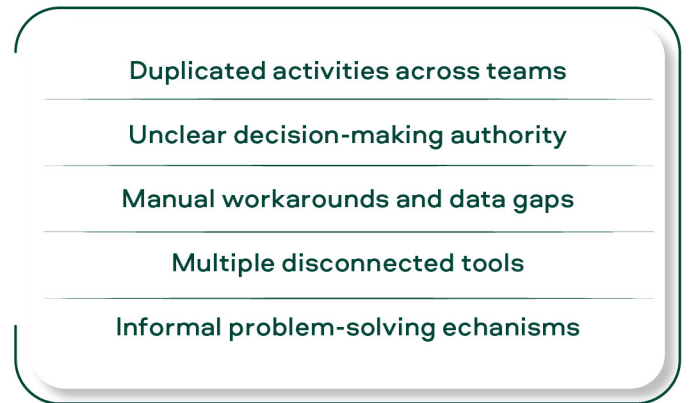 Duplicated activities across teams
Unclear decision-making authority
Manual workarounds and data gaps
Multiple disconnected tools
Informal problem-solving echanisms